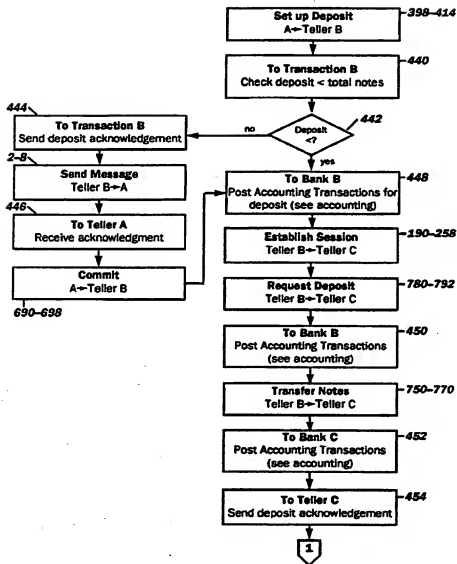 Set up Deposit
A→Teller B
398–414
To Transaction B
Check deposit < total notes
440
Deposit
<?
442
no
yes
444
To Transaction B
Send deposit acknowledgement
2–8
Send Message
Teller B→A
446
To Teller A
Receive acknowledgment
Commit
A→Teller B
690–698
To Bank B
Post Accounting Transactions for
deposit (see accounting)
448
Establish Session
Teller B→Teller C
190–258
Request Deposit
Teller B→Teller C
780–792
To Bank B
Post Accounting Transactions
(see accounting)
450
Transfer Notes
Teller B→Teller C
750–770
To Bank C
Post Accounting Transactions
(see accounting)
452
To Teller C
Send deposit acknowledgement
454
1